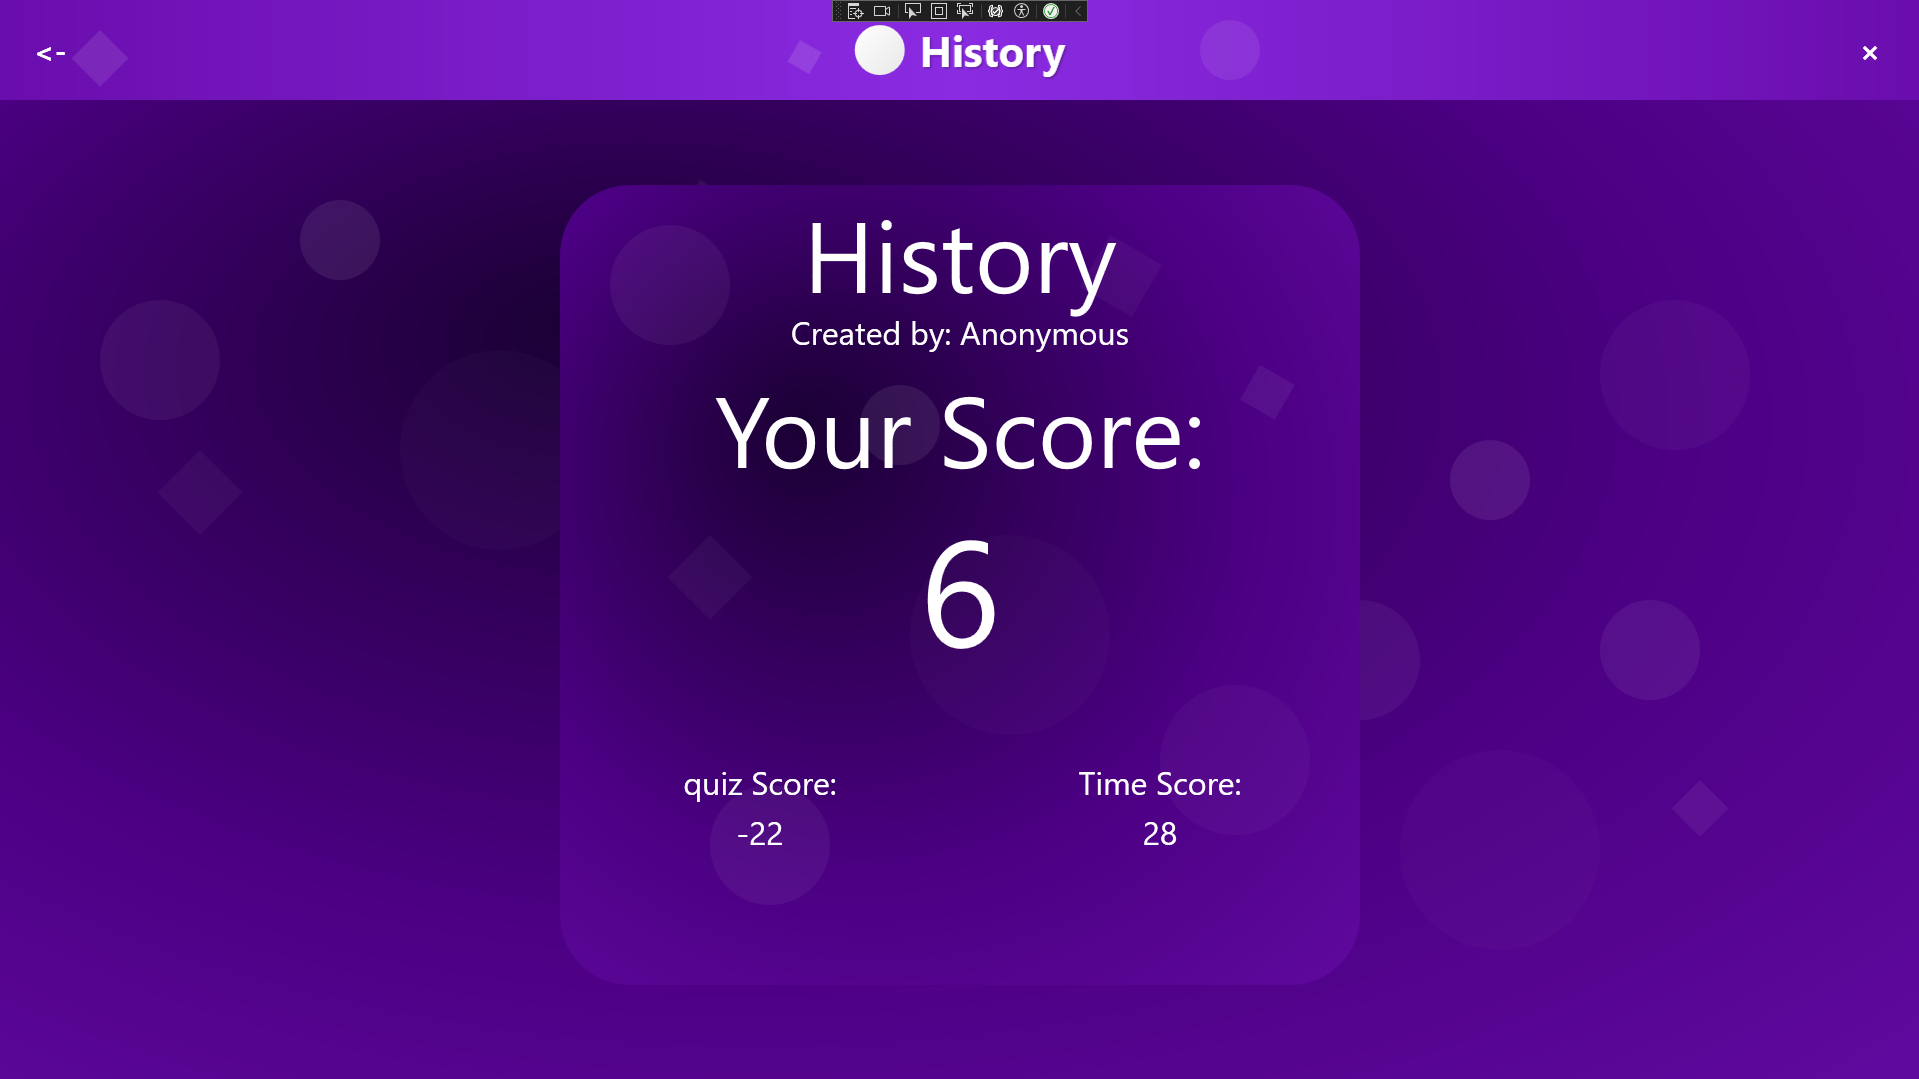 <- History ×
History
Created by: Anonymous
Your Score:
6
quiz Score: Time Score:
-22 28